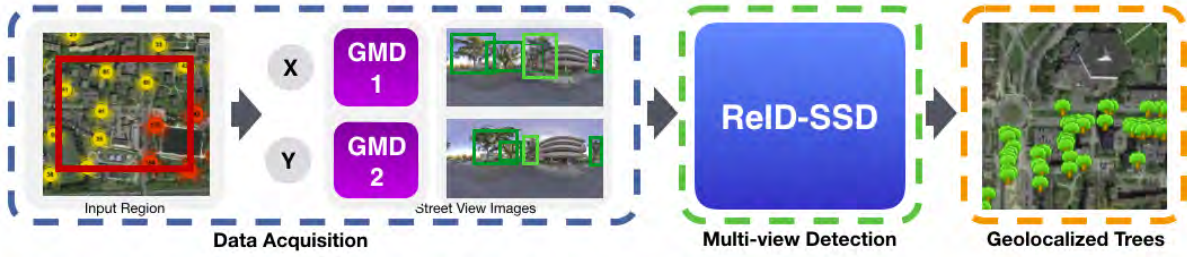 X
GMD
1
Y
GMD
2
ReID-SSD
Input Region
Street View Images
Data Acquisition
Multi-view Detection
Geolocalized Trees